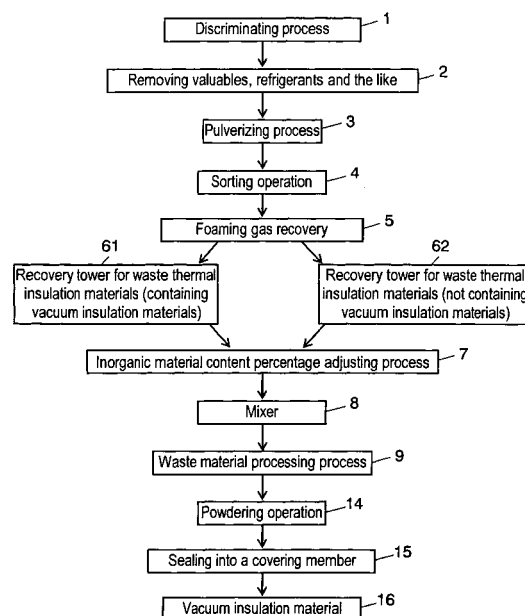 1
Discriminating process
2
Removing valuables, refrigerants and the like
3
Pulverizing process
4
Sorting operation
5
Foaming gas recovery
61
62
Recovery tower for waste thermal
insulation materials (containing
vacuum insulation materials)
Recovery tower for waste thermal
insulation materials (not containing
vacuum insulation materials)
7
Inorganic material content percentage adjusting process
8
Mixer
9
Waste material processing process
14
Powdering operation
15
Sealing into a covering member
16
Vacuum insulation material